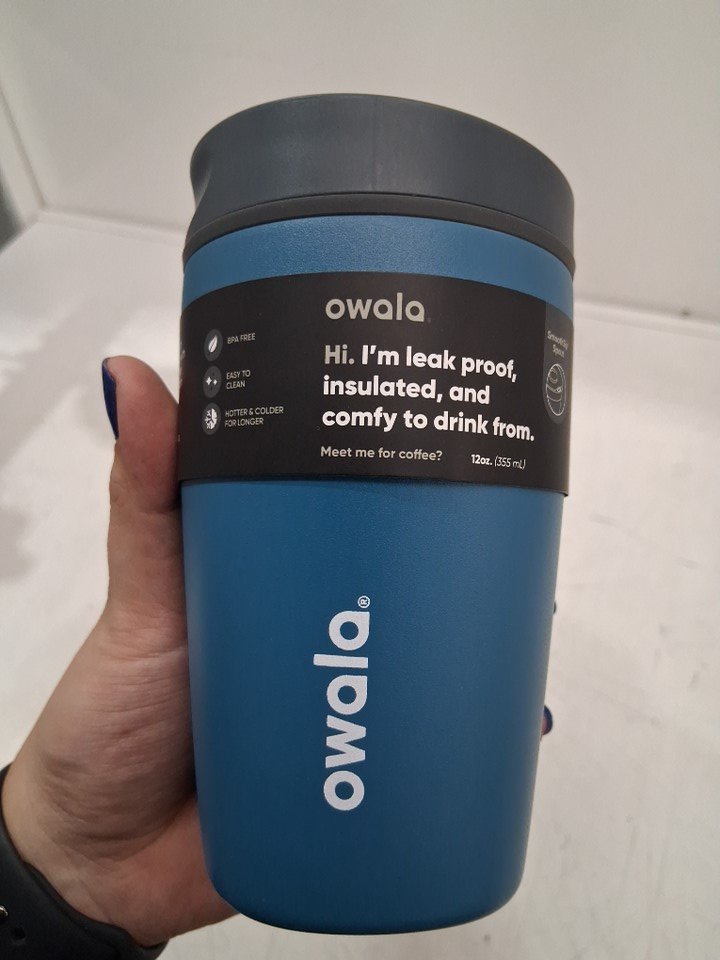 owala
BPA FREE
EASY TO
CLEAN
HOTTER & COLDER
FOR LONGER
Hi. I'm leak proof,
insulated, and
comfy to drink from.
Meet me for coffee? 12oz. (355 mL)
owala®